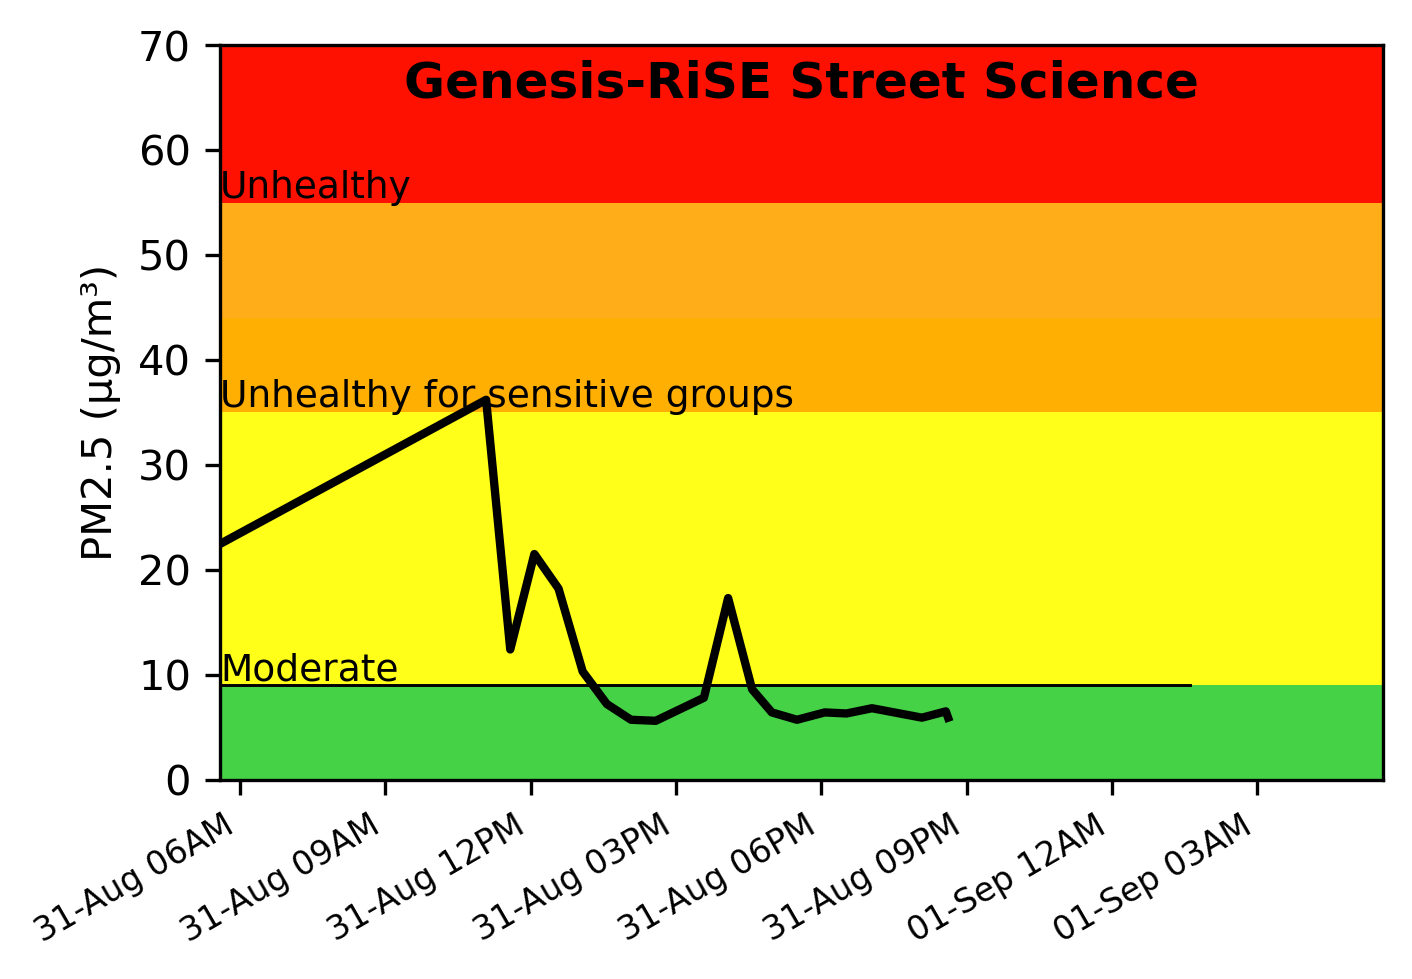 Genesis-RiSE Street Science
PM2.5 (µg/m³)
70
60
50
40
30
20
10
0
Unhealthy
Unhealthy for sensitive groups
Moderate
31-Aug 06AM
31-Aug 09AM
31-Aug 12PM
31-Aug 03PM
31-Aug 06PM
31-Aug 09PM
01-Sep 12AM
01-Sep 03AM